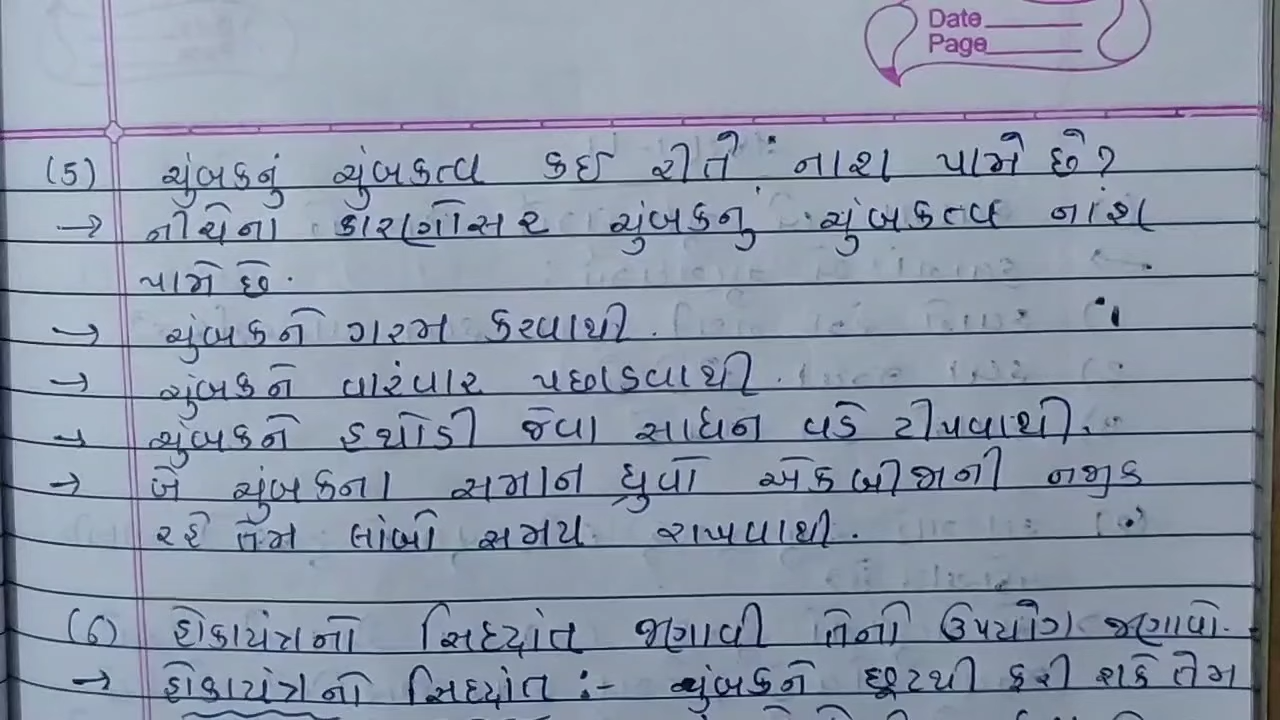 Date
Page
(5) ચુંબકનું ચુંબકત્વ કઈ રીતે નાશ પામે છે?
→ નીચેના કારણોસર ચુંબકનું ચુંબકત્વ નાંશ
પામે છે.
→ ચુંબકને ગરમ કરવાથી.
→ ચુંબકને વારંવાર પછાડવાથી.
→ ચુંબકને હથોડી જેવા સાધન વડે ટીપવાથી.
→ બે ચુંબકના સમાન ધ્રુવો એકબીજાની નજીક
રહે તેમ લાંબો સમય રાખવાથી.
(6) હોકાયંત્રનો સિદ્ધાંત જણાવી તેનો ઉપયોગ જણાવો.
→ હોકાયંત્રનો સિદ્ધાંત :- ચુંબકને છૂટથી ફરી શકે તેમ